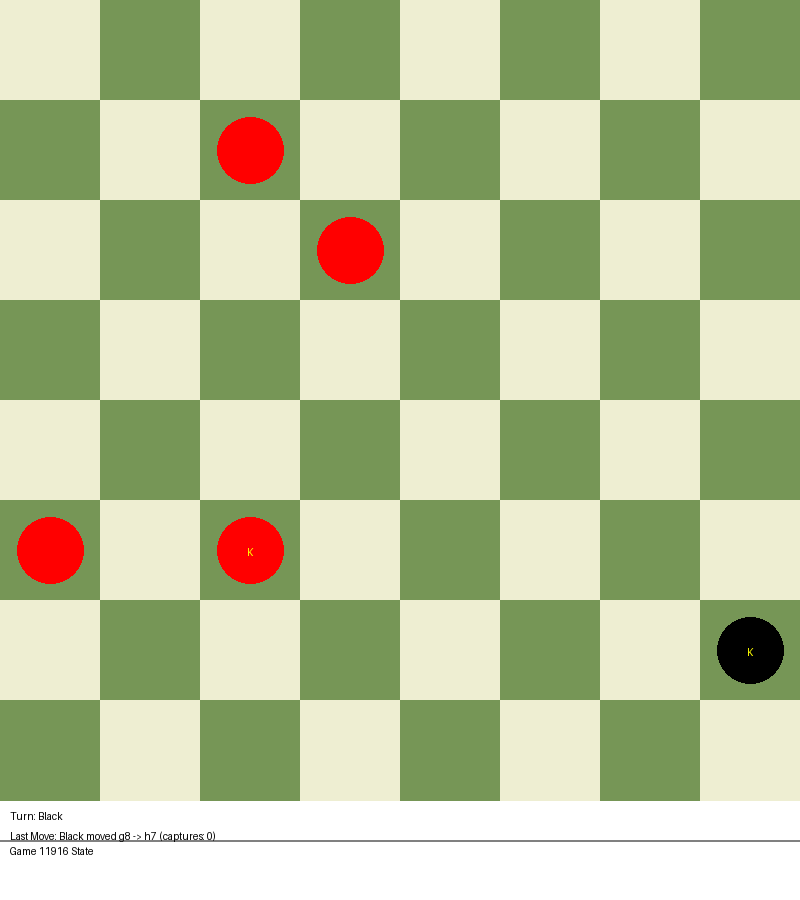 K
K
Turn: Black
Last Move: Black moved g8 -> h7 (captures: 0)
Game 11916 State